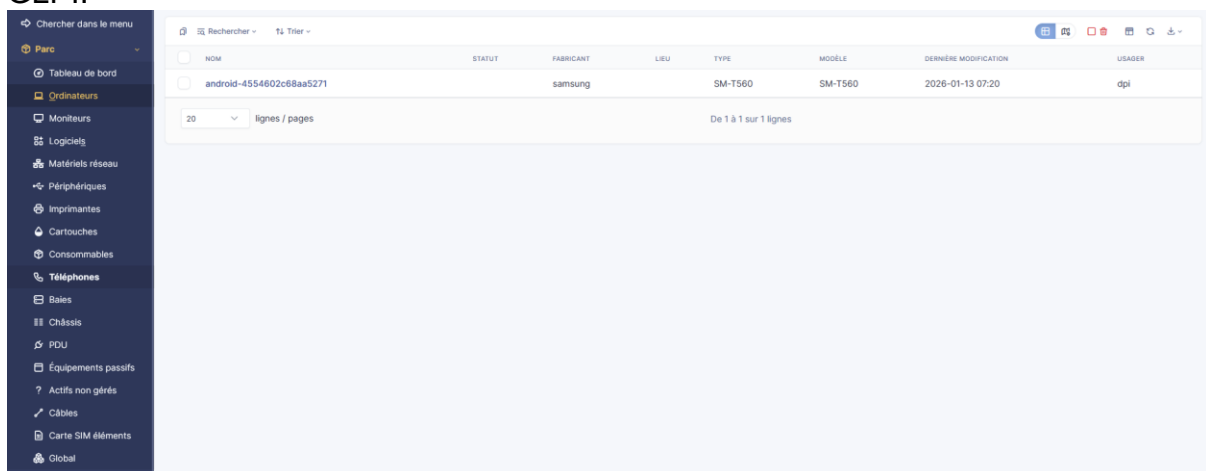 Chercher dans le menu
Parc
Tableau de bord
Ordinateurs
Moniteurs
Logiciels
Matériels réseau
Périphériques
Imprimantes
Cartouches
Consommables
Téléphones
Baies
Châssis
PDU
Équipements passifs
? Actifs non gérés
Câbles
Carte SIM éléments
Global
Rechercher Trier
NOM STATUT FABRICANT LIEU TYPE MODÈLE DERNIÈRE MODIFICATION USAGER
android-4554602c68aa5271 samsung SM-T560 SM-T560 2026-01-13 07:20 dpi
20 lignes / pages De 1 à 1 sur 1 lignes